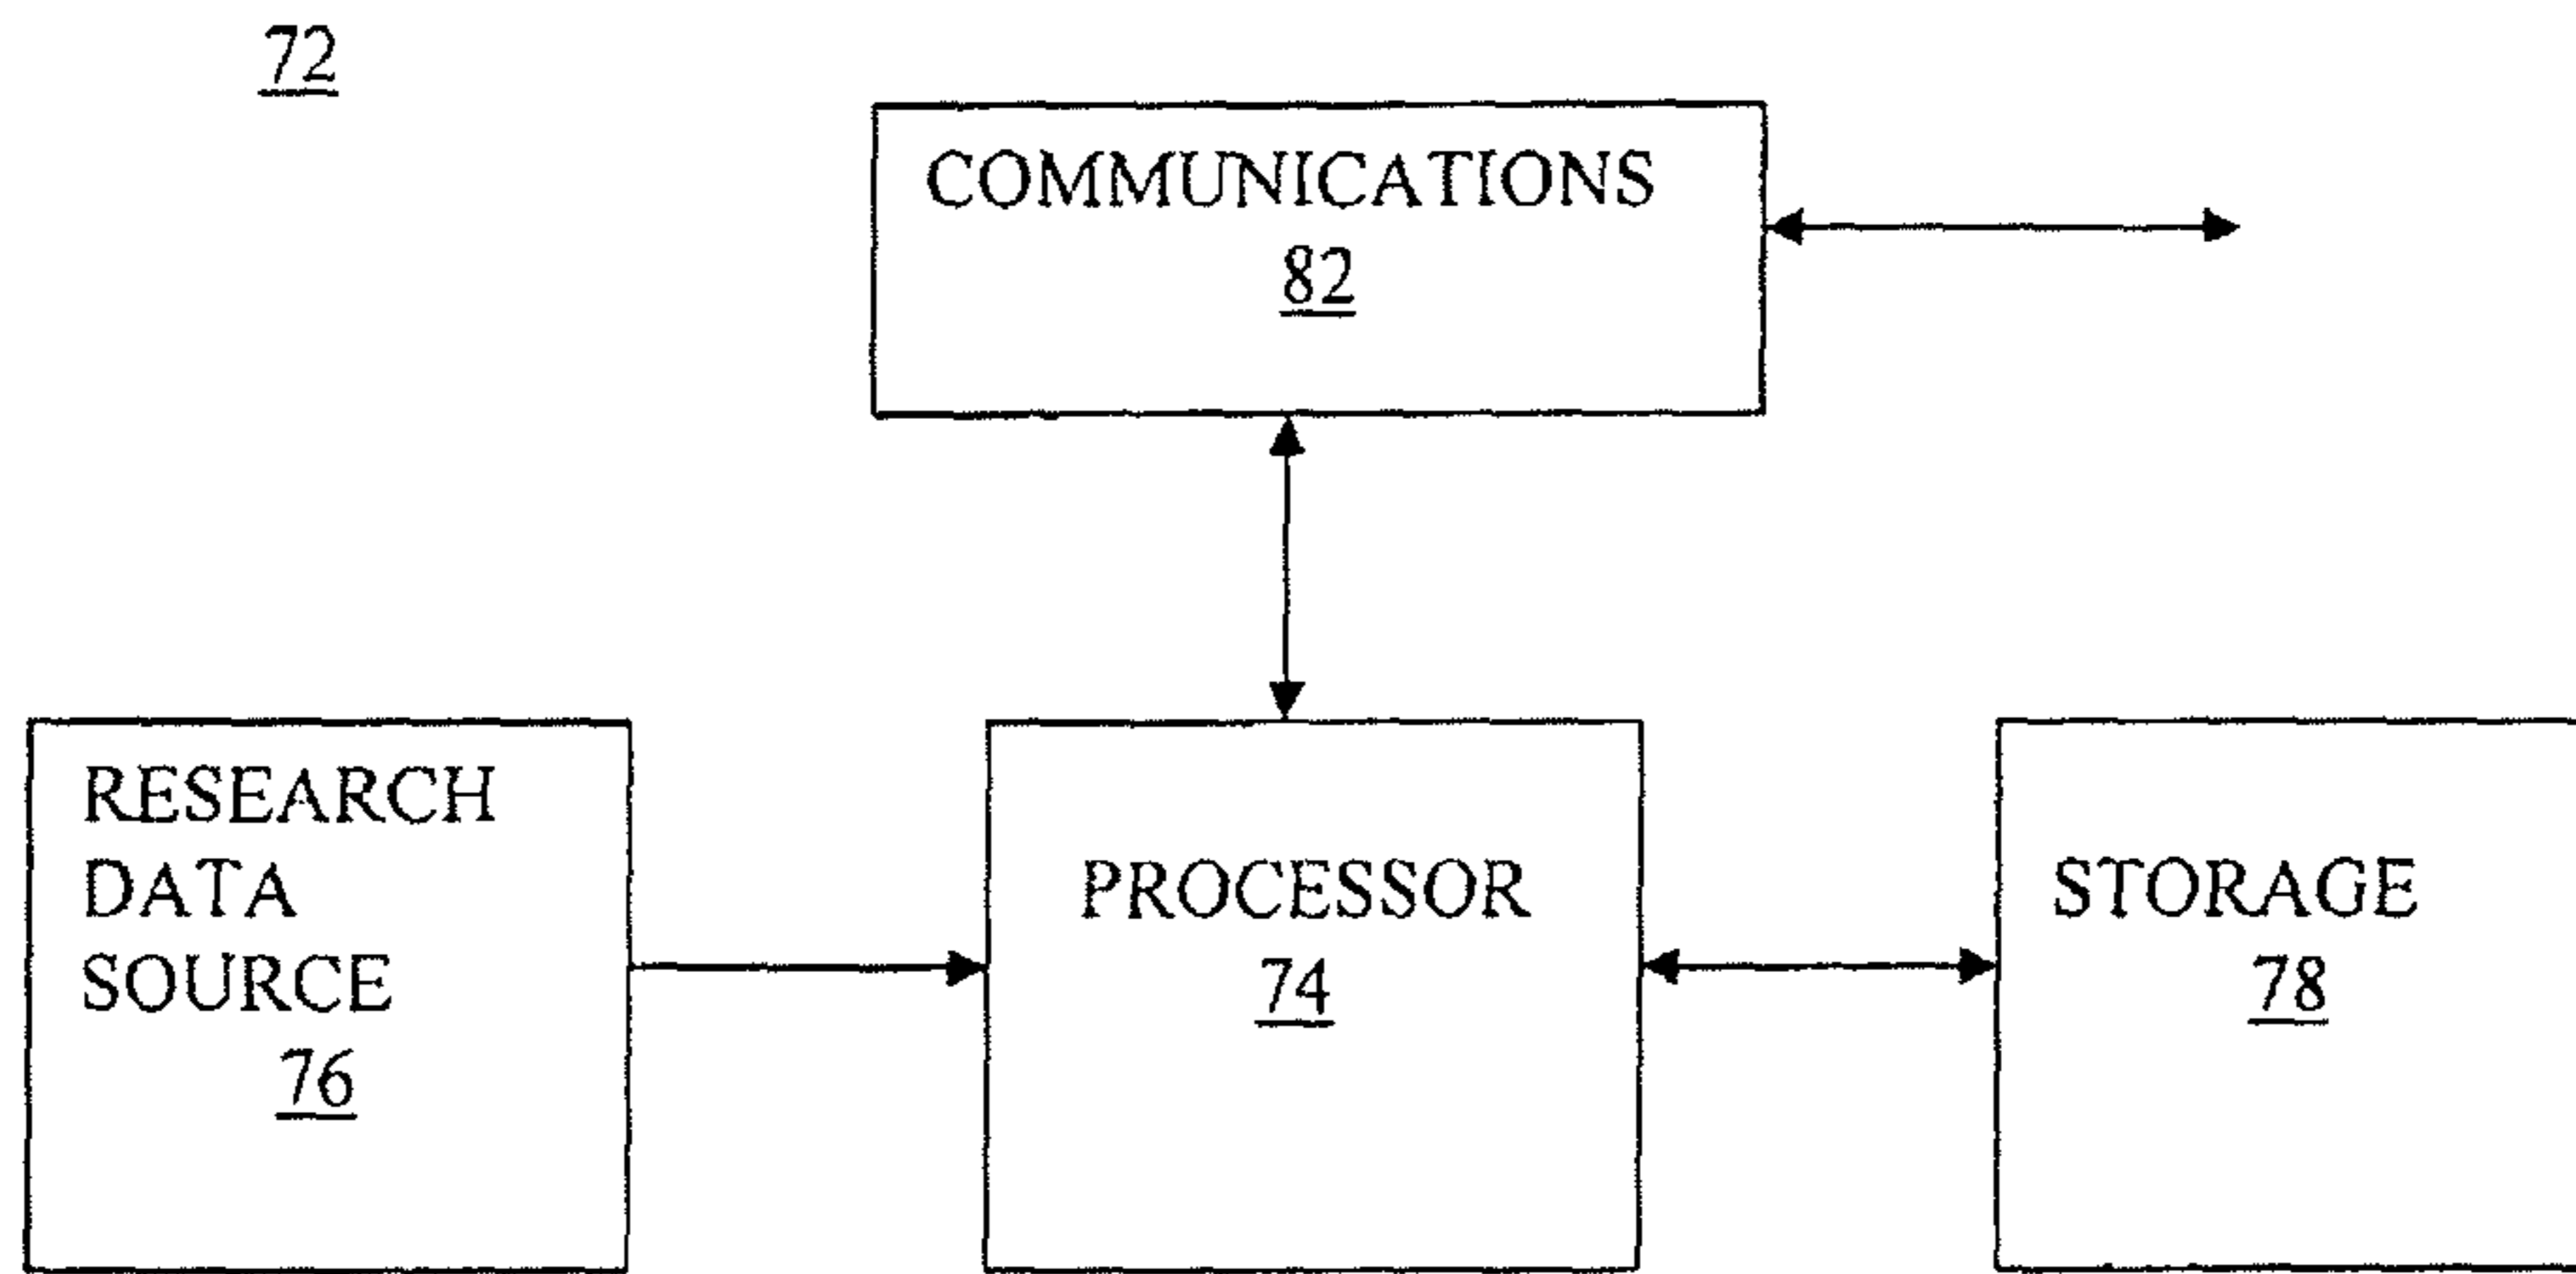 72
COMMUNICATIONS
82
RESEARCH
DATA
SOURCE
76
PROCESSOR
74
STORAGE
78